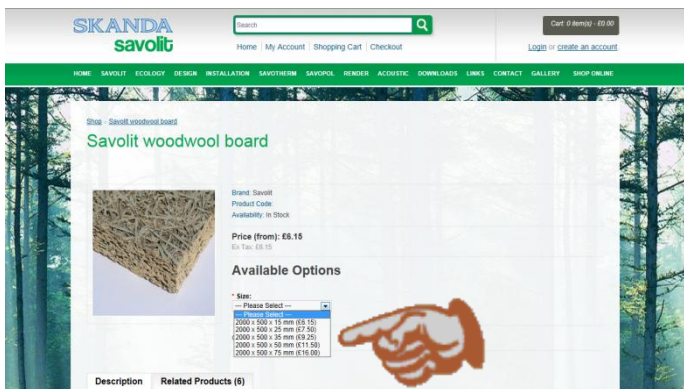 SKANDA
savolit
Search
Cart: 0 item(s) - £0.00
Home | My Account | Shopping Cart | Checkout
Login or create an account
HOME SAVOLIT ECOLOGY DESIGN INSTALLATION SAVOTHERM SAVOPOL RENDER ACOUSTIC DOWNLOADS LINKS CONTACT GALLERY SHOP ONLINE
Shop - Savolit woodwool board
Savolit woodwool board
Brand: Savolit
Product Code:
Availability: In Stock
Price (from): £6.15
Ex Tax: £6.15
Available Options
* Size:
--- Please Select ---
--- Please Select ---
2000 x 500 x 15 mm (£6.15)
2000 x 500 x 25 mm (£7.50)
2000 x 500 x 35 mm (£9.25)
2000 x 500 x 50 mm (£11.50)
2000 x 500 x 75 mm (£16.00)
Description Related Products (6)